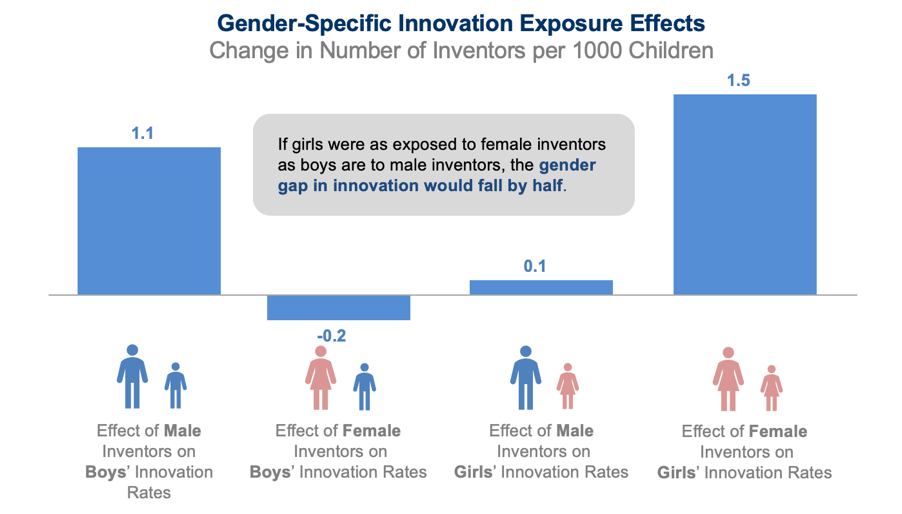 Gender-Specific Innovation Exposure Effects
Change in Number of Inventors per 1000 Children
1.1
1.5
If girls were as exposed to female inventors
as boys are to male inventors, the gender
gap in innovation would fall by half.
0.1
-0.2
Effect of Male
Inventors on
Boys’ Innovation
Rates
Effect of Female
Inventors on
Boys’ Innovation Rates
Effect of Male
Inventors on
Girls’ Innovation Rates
Effect of Female
Inventors on
Girls’ Innovation Rates